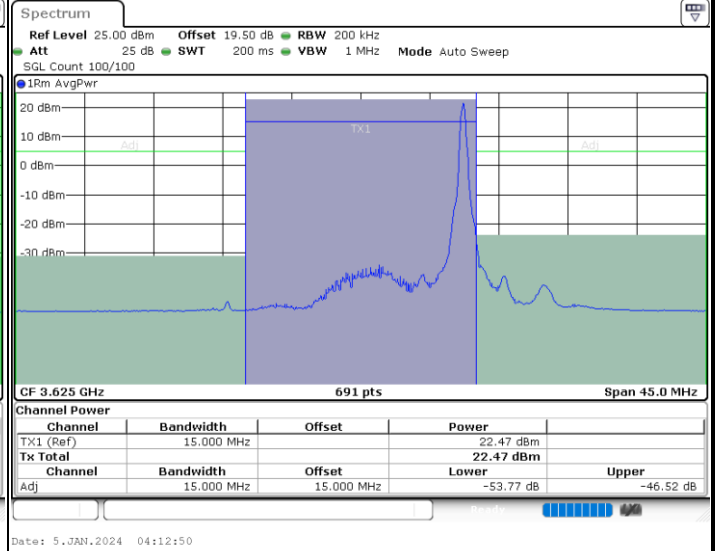 Spectrum
Ref Level 25.00 dBm Offset 19.50 dB RBW 200 kHz
Att 25 dB SWT 200 ms VBW 1 MHz Mode Auto Sweep
SGL Count 100/100
1Rm AvgPwr
20 dBm
TX1
10 dBm
Adj Adj
0 dBm
-10 dBm
-20 dBm
-30 dBm
CF 3.625 GHz 691 pts Span 45.0 MHz
Channel Power
Channel Bandwidth Offset Power
TX1 (Ref) 15.000 MHz 22.47 dBm
Tx Total 22.47 dBm
Channel Bandwidth Offset Lower Upper
Adj 15.000 MHz 15.000 MHz -53.77 dB -46.52 dB
Ready
Date: 5.JAN.2024 04:12:50